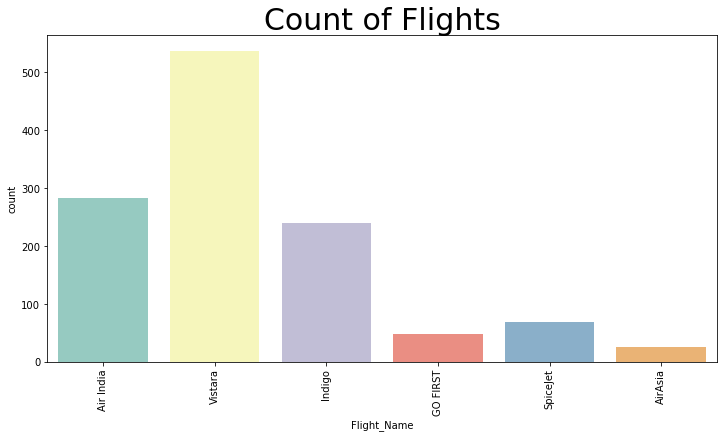 Count of Flights
count
500
400
300
200
100
0
Air India
Vistara
Indigo
GO FIRST
SpiceJet
AirAsia
Flight_Name